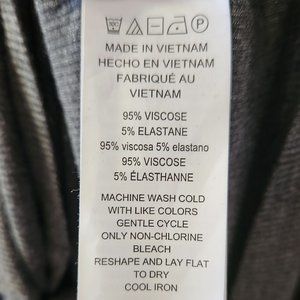 MADE IN VIETNAM
HECHO EN VIETNAM
FABRIQUÉ AU
VIETNAM
95% VISCOSE
5% ELASTANE
95% viscosa 5% elastano
95% VISCOSE
5% ÉLASTHANNE
MACHINE WASH COLD
WITH LIKE COLORS
GENTLE CYCLE
ONLY NON-CHLORINE
BLEACH
RESHAPE AND LAY FLAT
TO DRY
COOL IRON